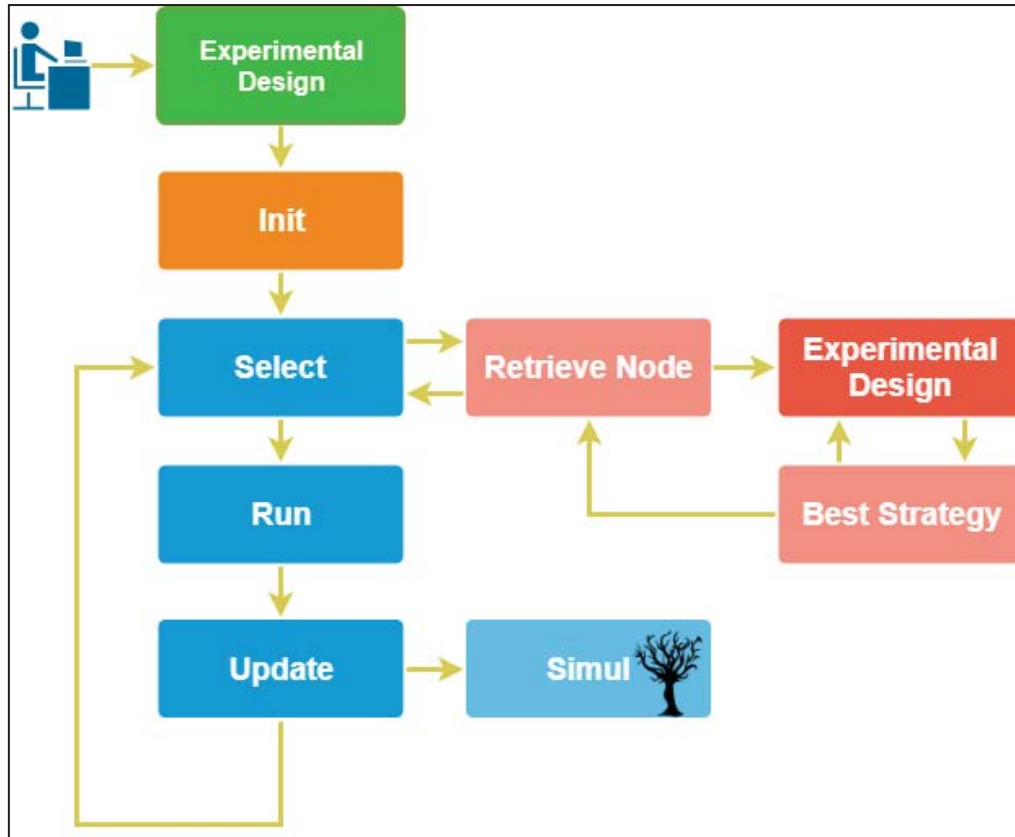 Experimental
Design
Init
Select
Retrieve Node
Experimental
Design
Run
Best Strategy
Update
Simul